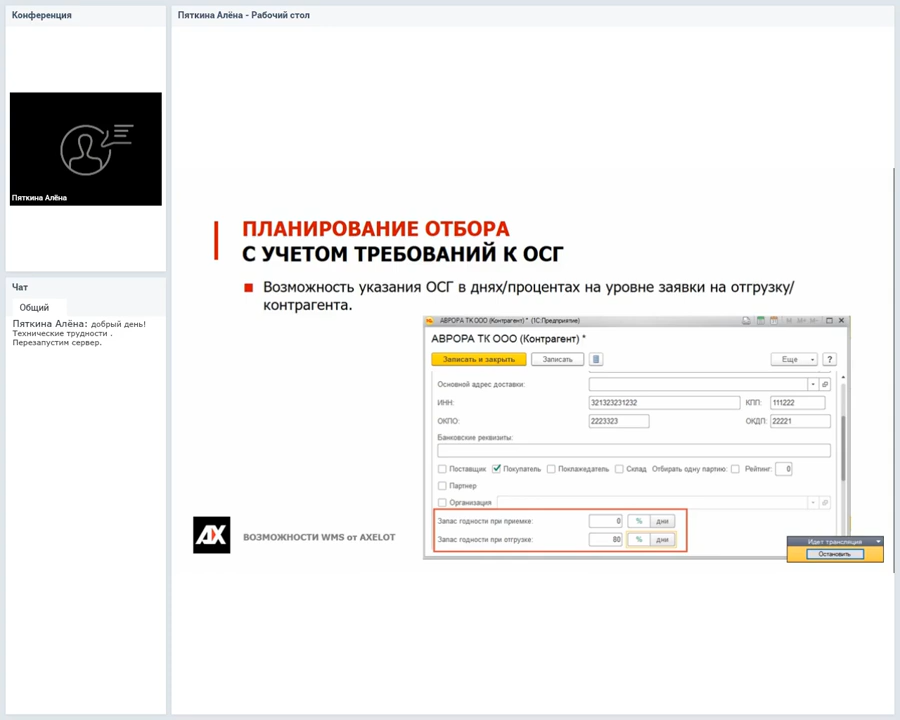 Конференция
Пяткина Алёна - Рабочий стол
Пяткина Алёна
Чат
Общий
Пяткина Алёна: добрый день!
Технические трудности .
Перезапустим сервер.
ПЛАНИРОВАНИЕ ОТБОРА
С УЧЕТОМ ТРЕБОВАНИЙ К ОСГ
Возможность указания ОСГ в днях/процентах на уровне заявки на отгрузку/
контрагента.
АВРОРА ТК ООО (Контрагент) * (1С:Предприятие)
M M+ M-
АВРОРА ТК ООО (Контрагент) *
Записать и закрыть Записать Еще ?
Основной адрес доставки:
ИНН: 321323231232 КПП: 111222
ОКПО: 2223323 ОКДП: 22221
Банковские реквизиты:
Поставщик Покупатель Поклажедатель Склад Отбирать одну партию: Рейтинг: 0
Партнер
Организация
Запас годности при приемке: 0 % дни
Запас годности при отгрузке: 80 % дни
AX
ВОЗМОЖНОСТИ WMS от AXELOT
Идет трансляция
Остановить